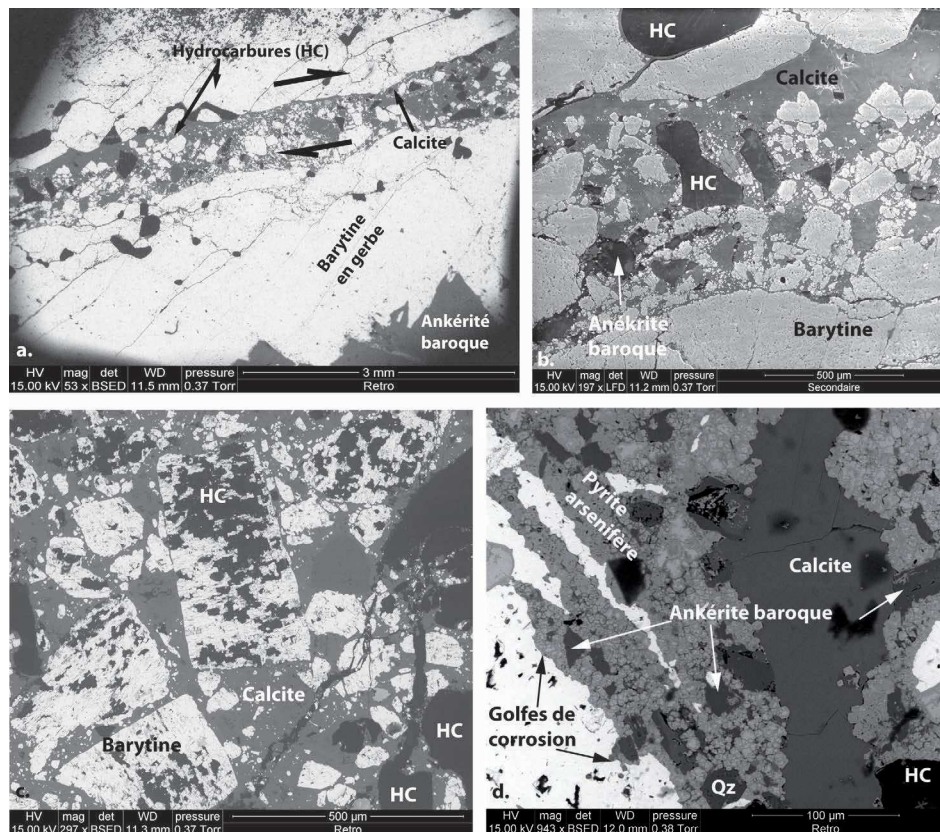 Hydrocarbures (HC)
Calcite
Barytine
en gerbe
Ankérité
baroque
a.
HV mag det WD pressure 3 mm
15.00 kV 53 x BSED 11.5 mm 0.37 Torr Retro
HC
Calcite
HC
Anékrite
baroque
Barytine
b.
HV mag det WD pressure 500 µm
15.00 kV 197 x LFD 11.2 mm 0.37 Torr Secondaire
HC
Calcite
Barytine
HC
HC
c.
HV mag det WD pressure 500 µm
15.00 kV 297 x BSED 11.3 mm 0.37 Torr Retro
Pyrite
arsenifère
Calcite
Ankérite baroque
Golfes de
corrosion
Qz
HC
d.
HV mag det WD pressure 100 µm
15.00 kV 943 x BSED 12.0 mm 0.38 Torr Retro